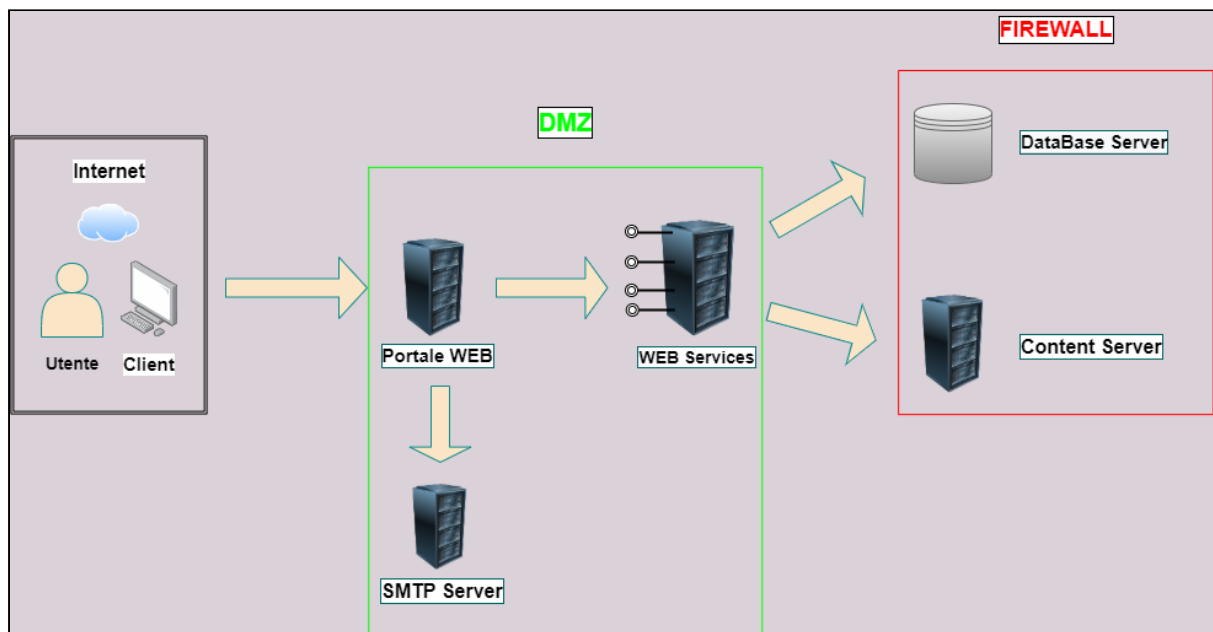 FIREWALL
DMZ
DataBase Server
Internet
Utente
Client
Portale WEB
WEB Services
Content Server
SMTP Server